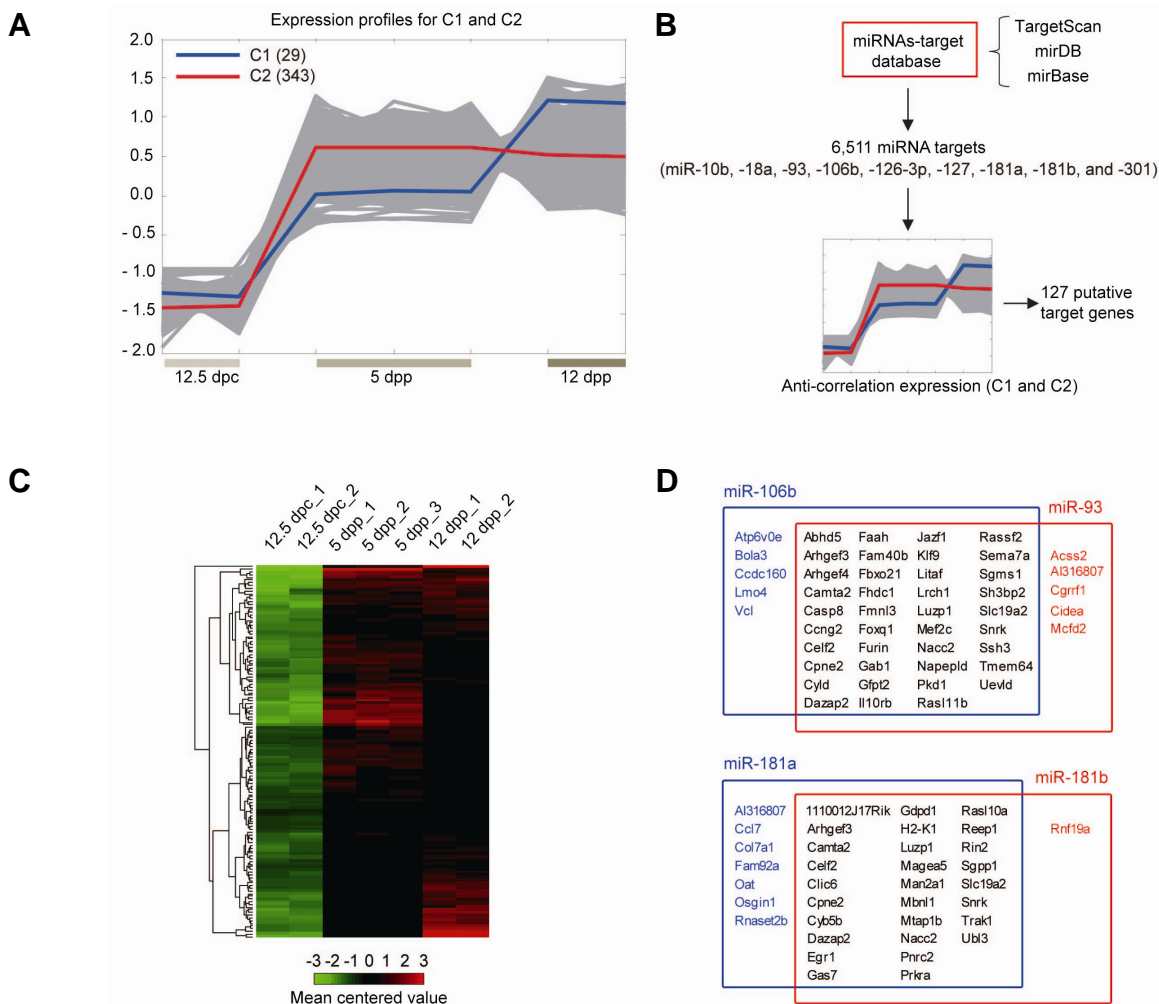 A
Expression profiles for C1 and C2
2.0
1.5
1.0
0.5
0.0
- 0.5
- 1.0
- 1.5
- 2.0
C1 (29)
C2 (343)
12.5 dpc
5 dpp
12 dpp
B
miRNAs-target
database
TargetScan
mirDB
mirBase
6,511 miRNA targets
(miR-10b, -18a, -93, -106b, -126-3p, -127, -181a, -181b, and -301)
127 putative
target genes
Anti-correlation expression (C1 and C2)
C
12.5 dpc_1
12.5 dpc_2
5 dpp_1
5 dpp_2
5 dpp_3
12 dpp_1
12 dpp_2
-3 -2 -1 0 1 2 3
Mean centered value
D
miR-106b
miR-93
Atp6v0e
Bola3
Ccdc160
Lmo4
Vcl
Abhd5 Faah Jazf1 Rassf2
Arhgef3 Fam40b Klf9 Sema7a
Arhgef4 Fbxo21 Litaf Sgms1
Camta2 Fhdc1 Lrch1 Sh3bp2
Casp8 Fmnl3 Luzp1 Slc19a2
Ccng2 Foxq1 Mef2c Snrk
Celf2 Furin Nacc2 Ssh3
Cpne2 Gab1 Napepld Tmem64
Cyld Gfpt2 Pkd1 Uevld
Dazap2 Il10rb Rasl11b
Acss2
AI316807
Cgrrf1
Cidea
Mcfd2
miR-181a
miR-181b
AI316807
Ccl7
Col7a1
Fam92a
Oat
Osgin1
Rnaset2b
1110012J17Rik Gdpd1 Rasl10a
Arhgef3 H2-K1 Reep1
Camta2 Luzp1 Rin2
Celf2 Magea5 Sgpp1
Clic6 Man2a1 Slc19a2
Cpne2 Mbnl1 Snrk
Cyb5b Mtap1b Trak1
Dazap2 Nacc2 Ubl3
Egr1 Pnrc2
Gas7 Prkra
Rnf19a